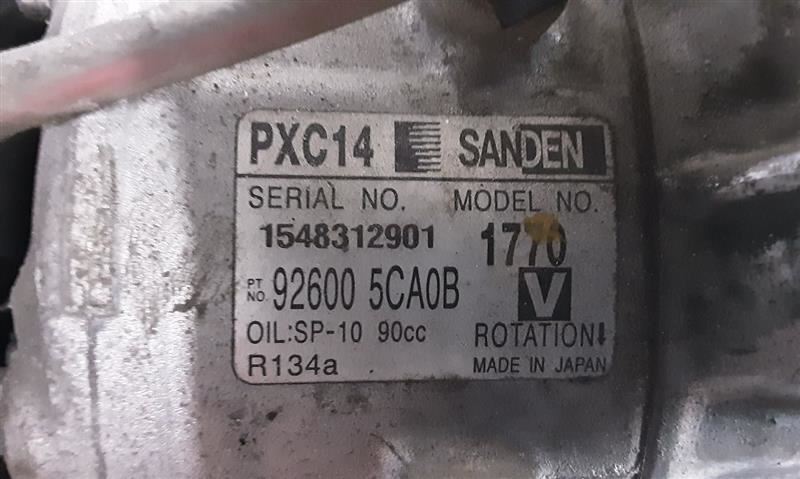 PXC14 SANDEN
SERIAL NO. MODEL NO.
1548312901 1770
PT NO. 92600 5CA0B V
OIL:SP-10 90cc ROTATION⬇
R134a MADE IN JAPAN